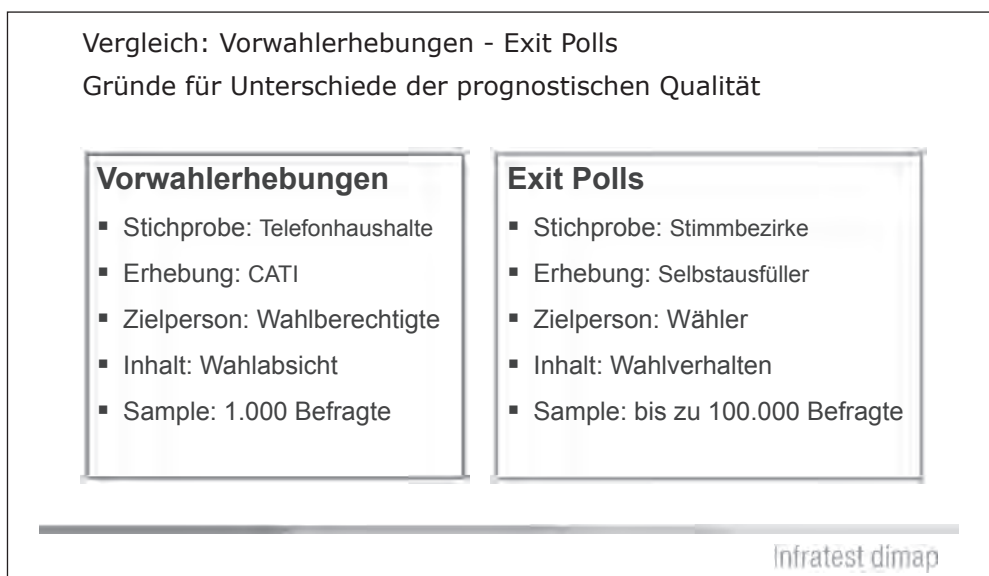 Vergleich: Vorwahlerhebungen - Exit Polls
Gründe für Unterschiede der prognostischen Qualität
Vorwahlerhebungen
▪ Stichprobe: Telefonhaushalte
▪ Erhebung: CATI
▪ Zielperson: Wahlberechtigte
▪ Inhalt: Wahlabsicht
▪ Sample: 1.000 Befragte
Exit Polls
▪ Stichprobe: Stimmbezirke
▪ Erhebung: Selbstausfüller
▪ Zielperson: Wähler
▪ Inhalt: Wahlverhalten
▪ Sample: bis zu 100.000 Befragte
Infratest dimap